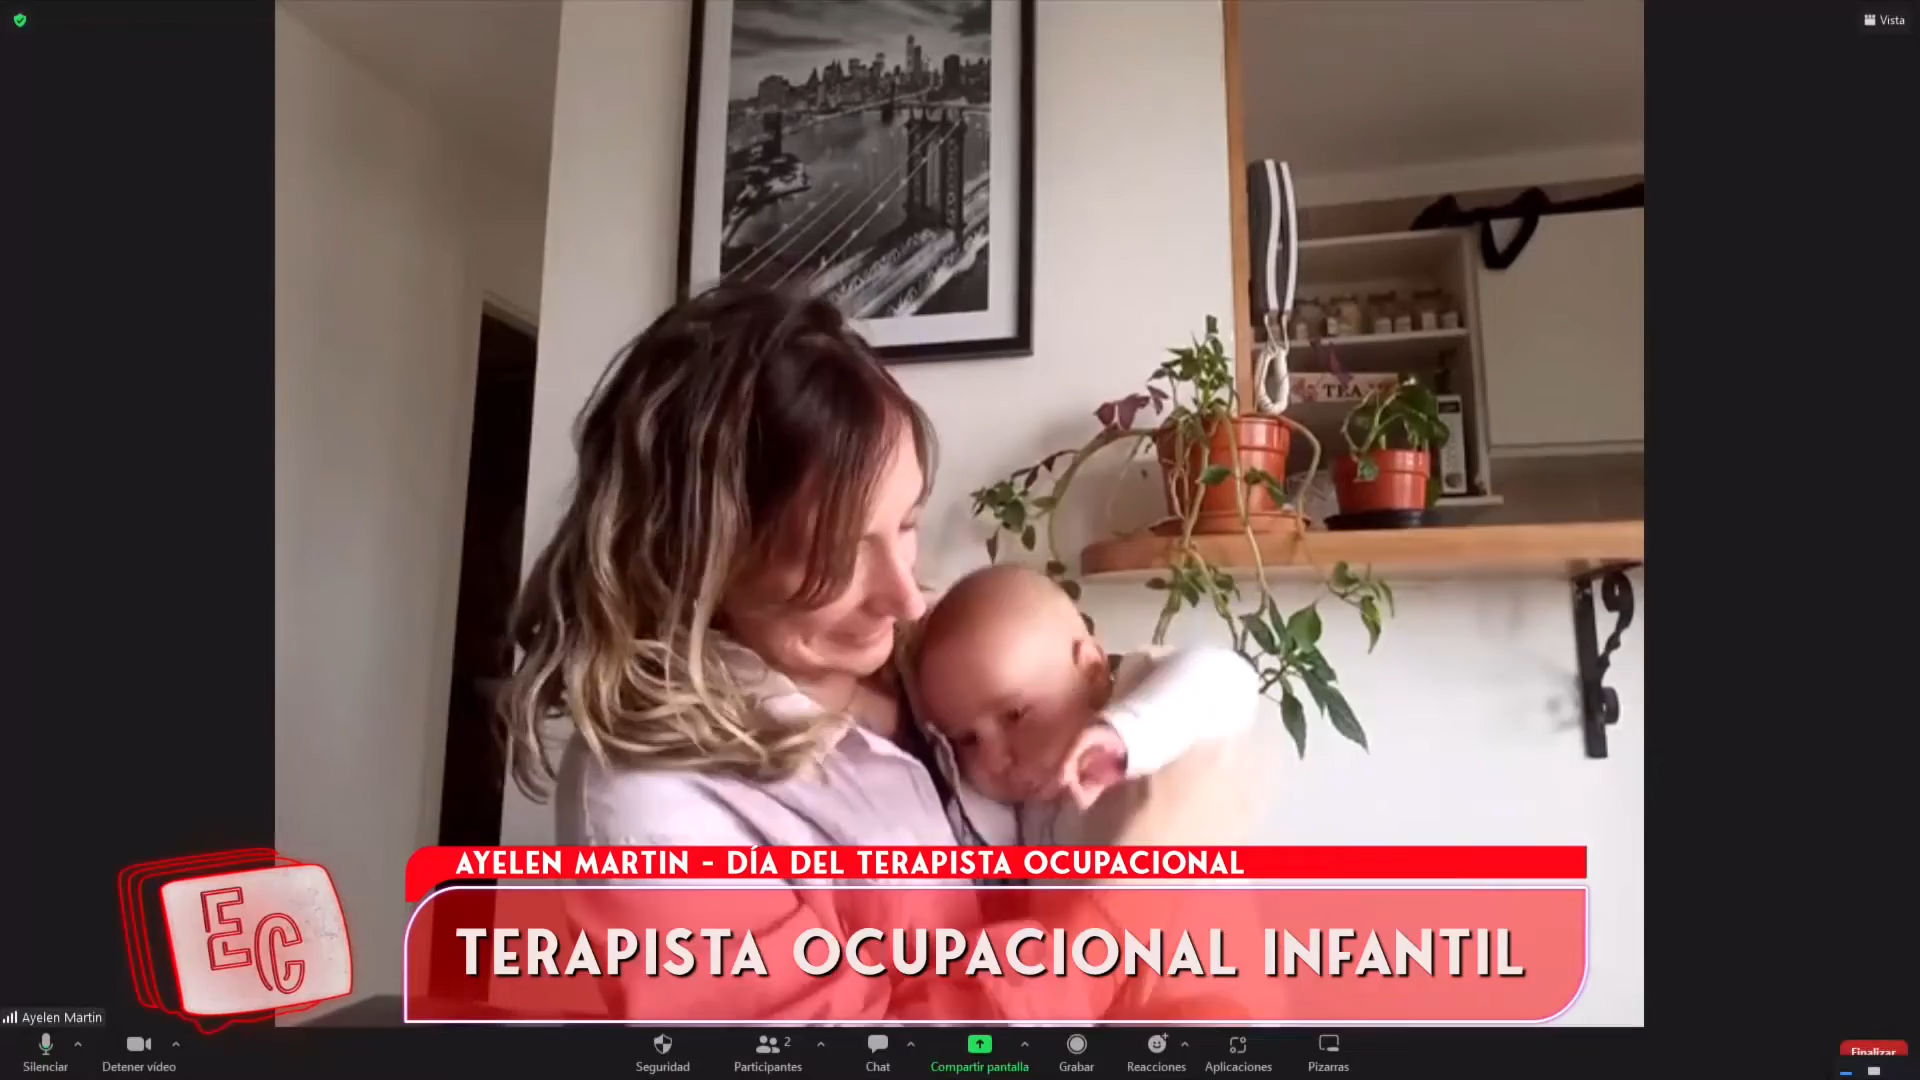 Vista
TEA
AYELEN MARTIN - DÍA DEL TERAPISTA OCUPACIONAL
EC
TERAPISTA OCUPACIONAL INFANTIL
Ayelen Martin
Silenciar
Detener vídeo
Seguridad
2
Participantes
Chat
Compartir pantalla
Grabar
Reacciones
Aplicaciones
Pizarras
Finalizar